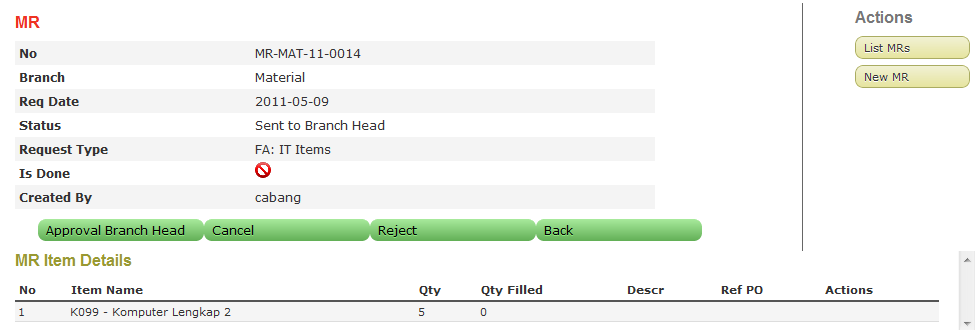 MR
No MR-MAT-11-0014
Branch Material
Req Date 2011-05-09
Status Sent to Branch Head
Request Type FA: IT Items
Is Done
Created By cabang
Approval Branch Head Cancel Reject Back
MR Item Details
No Item Name Qty Qty Filled Descr Ref PO Actions
1 K099 - Komputer Lengkap 2 5 0
Actions
List MRs
New MR